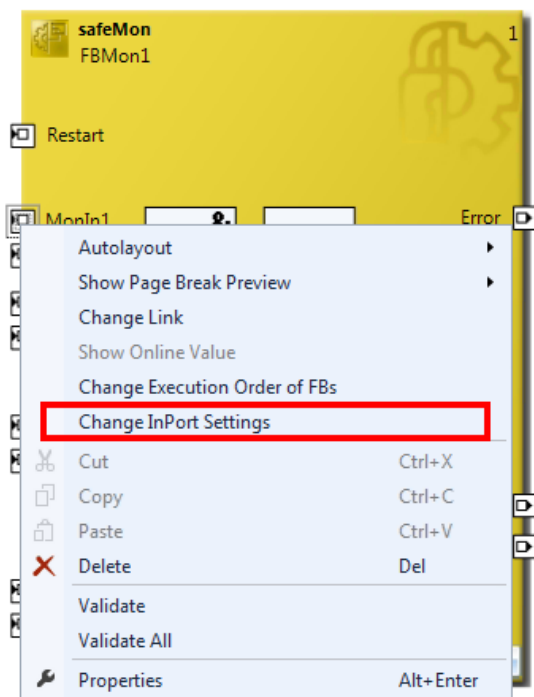 safeMon
1
FBMon1
Restart
MonIn1
Error
Autolayout
Show Page Break Preview
Change Link
Show Online Value
Change Execution Order of FBs
Change InPort Settings
Cut Ctrl+X
Copy Ctrl+C
Paste Ctrl+V
Delete Del
Validate
Validate All
Properties Alt+Enter